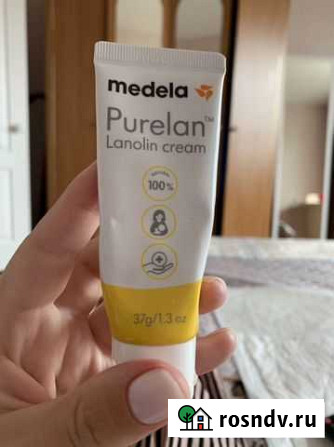 medela
Purelan™
Lanolin cream
100%
37g/1.3 oz
rosndv.ru